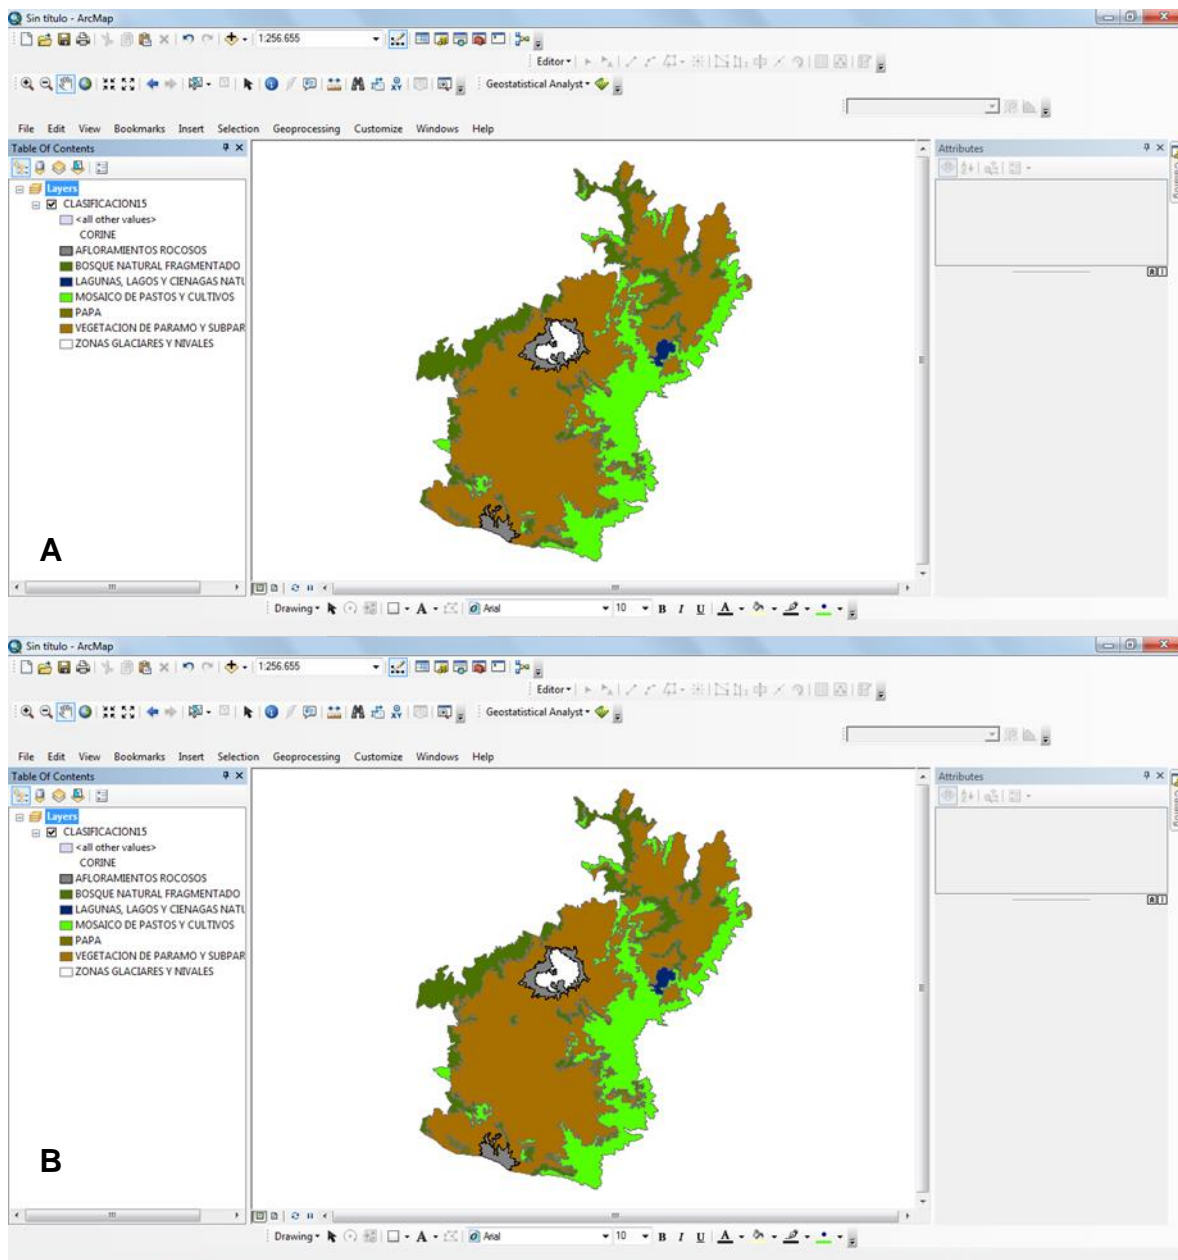 Sin título - ArcMap
1:256.655
Editor
Geostatistical Analyst
File Edit View Bookmarks Insert Selection Geoprocessing Customize Windows Help
Table Of Contents
Attributes
Layers
CLASIFICACION15
<all other values>
CORINE
AFLORAMIENTOS ROCOSOS
BOSQUE NATURAL FRAGMENTADO
LAGUNAS, LAGOS Y CIENAGAS NATU
MOSAICO DE PASTOS Y CULTIVOS
PAPA
VEGETACION DE PARAMO Y SUBPAR
ZONAS GLACIARES Y NIVALES
A
Drawing A Arial 10 B I U A
Sin título - ArcMap
1:256.655
Editor
Geostatistical Analyst
File Edit View Bookmarks Insert Selection Geoprocessing Customize Windows Help
Table Of Contents
Attributes
Layers
CLASIFICACION15
<all other values>
CORINE
AFLORAMIENTOS ROCOSOS
BOSQUE NATURAL FRAGMENTADO
LAGUNAS, LAGOS Y CIENAGAS NATU
MOSAICO DE PASTOS Y CULTIVOS
PAPA
VEGETACION DE PARAMO Y SUBPAR
ZONAS GLACIARES Y NIVALES
B
Drawing A Arial 10 B I U A